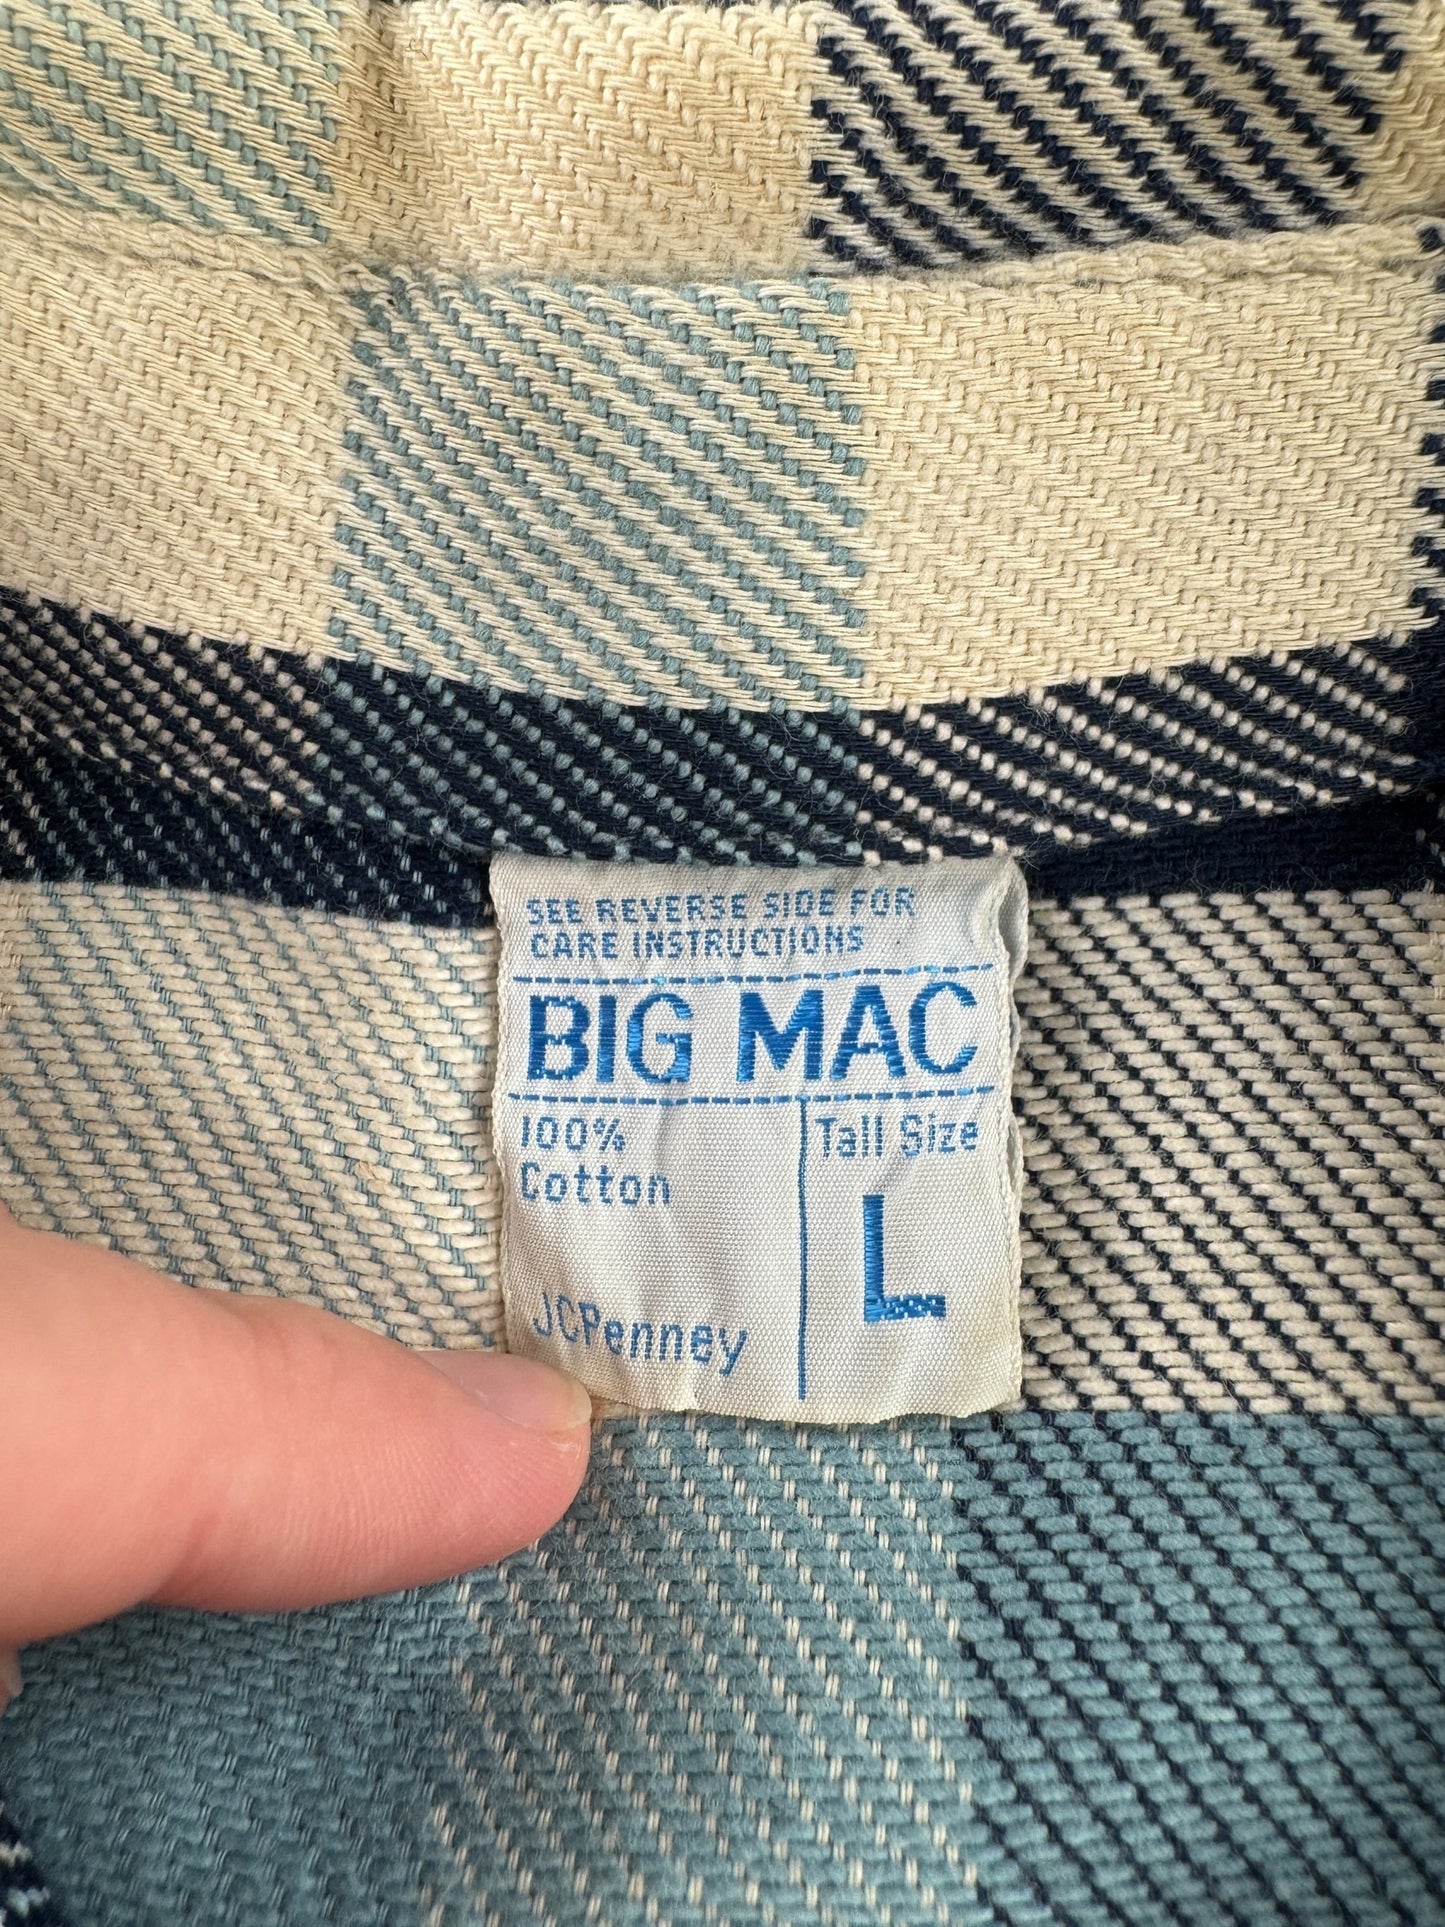 SEE REVERSE SIDE FOR
CARE INSTRUCTIONS
BIG MAC
100%
Cotton
Tall Size
L
JCPenney